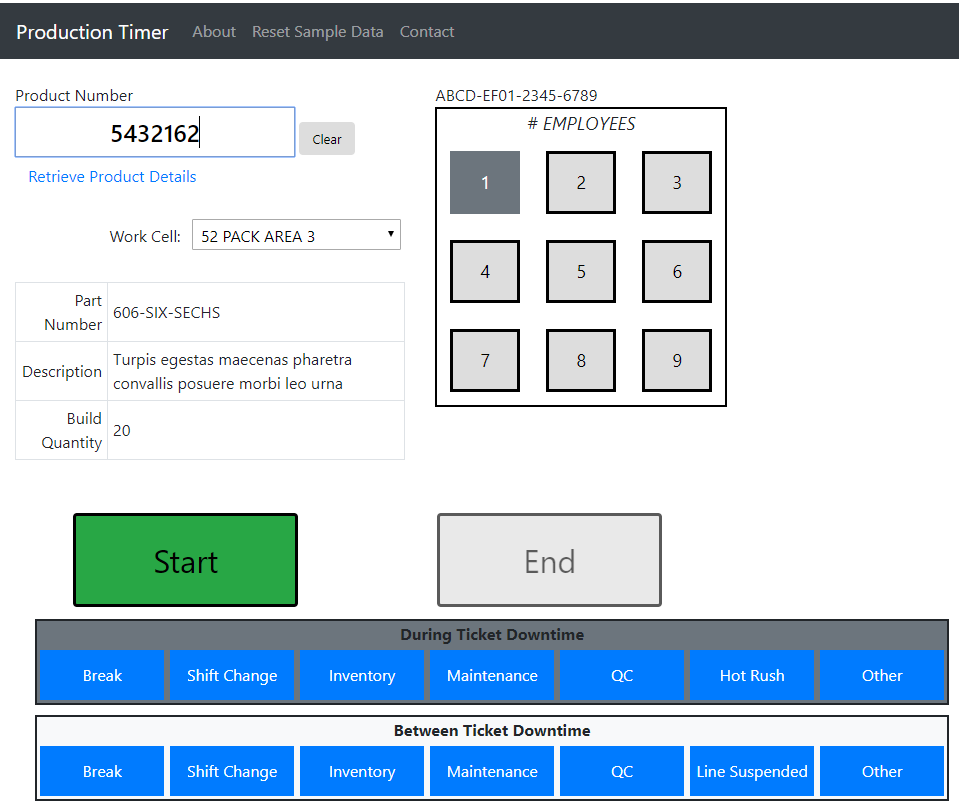 Production Timer About Reset Sample Data Contact
Product Number
5432162
Clear
Retrieve Product Details
Work Cell: 52 PACK AREA 3
Part Number 606-SIX-SECHS
Description Turpis egestas maecenas pharetra
convallis posuere morbi leo urna
Build Quantity 20
ABCD-EF01-2345-6789
# EMPLOYEES
1 2 3
4 5 6
7 8 9
Start End
During Ticket Downtime
Break Shift Change Inventory Maintenance QC Hot Rush Other
Between Ticket Downtime
Break Shift Change Inventory Maintenance QC Line Suspended Other